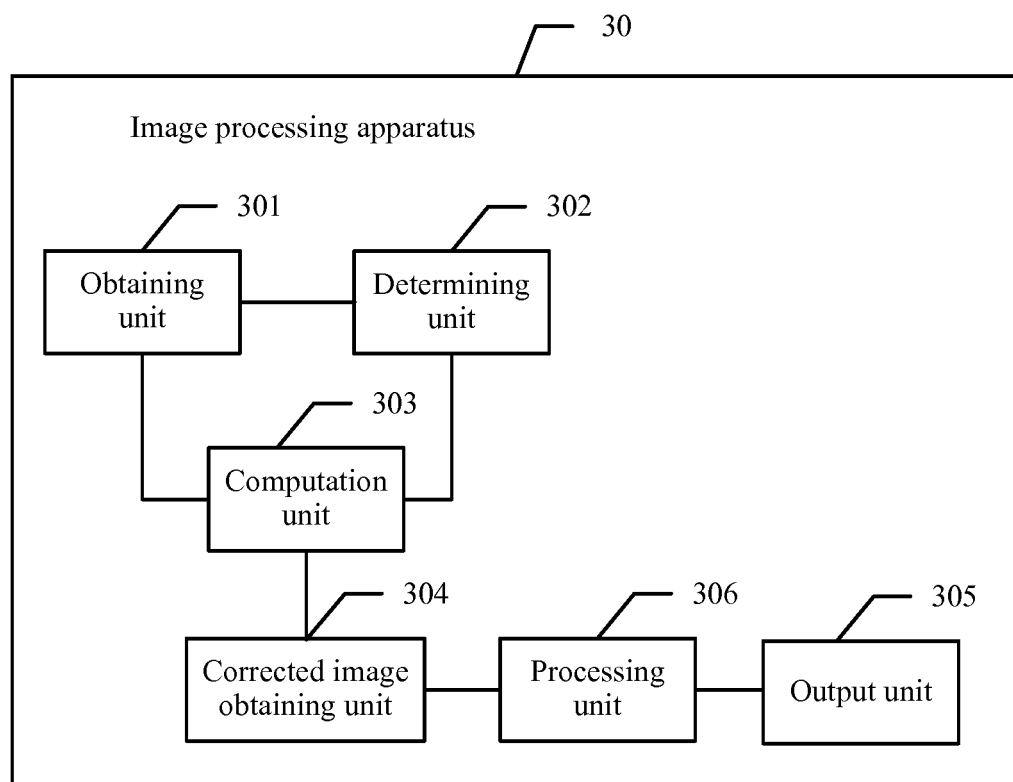 30
Image processing apparatus
301
302
Obtaining
unit
Determining
unit
303
Computation
unit
304
306
305
Corrected image
obtaining unit
Processing
unit
Output unit